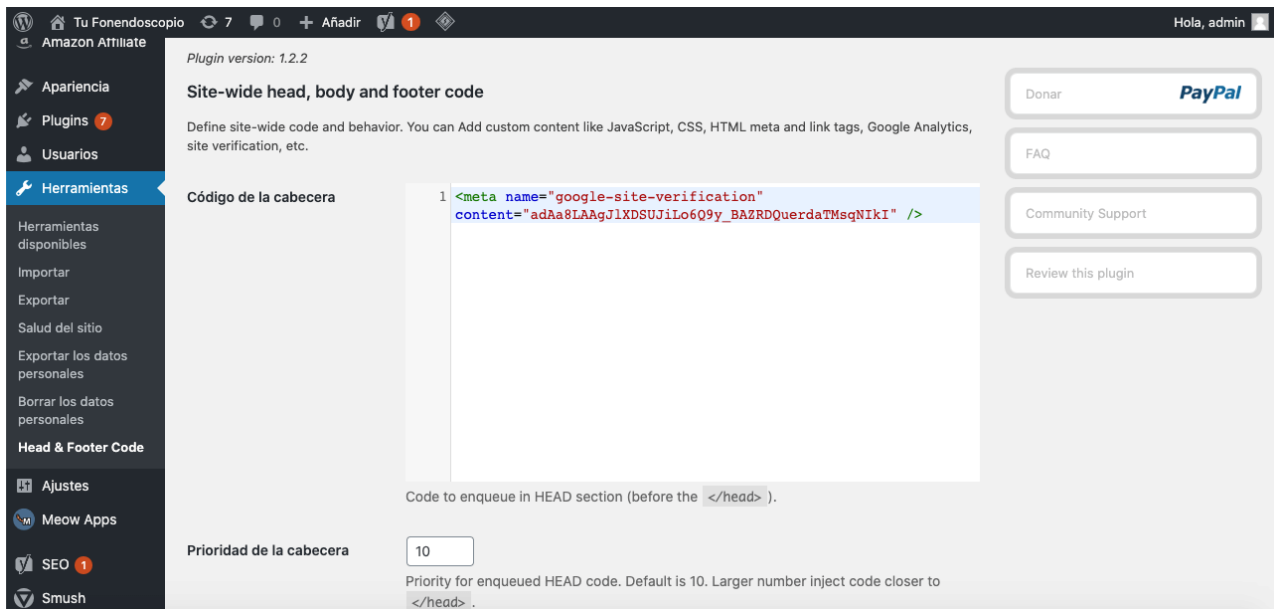 Tu Fonendoscopio 7 0 + Añadir 1 Hola, admin
Amazon Affiliate
Apariencia
Plugins 7
Usuarios
Herramientas
Herramientas
disponibles
Importar
Exportar
Salud del sitio
Exportar los datos
personales
Borrar los datos
personales
Head & Footer Code
Ajustes
Meow Apps
SEO 1
Smush
Plugin version: 1.2.2
Site-wide head, body and footer code
Define site-wide code and behavior. You can Add custom content like JavaScript, CSS, HTML meta and link tags, Google Analytics,
site verification, etc.
Código de la cabecera
1 <meta name="google-site-verification"
content="adAa8LAAgJlXDSUJiLo6Q9y_BAZRDQuerdaTMsqNIkI" />
Code to enqueue in HEAD section (before the </head> ).
Prioridad de la cabecera
10
Priority for enqueued HEAD code. Default is 10. Larger number inject code closer to
</head> .
Donar PayPal
FAQ
Community Support
Review this plugin